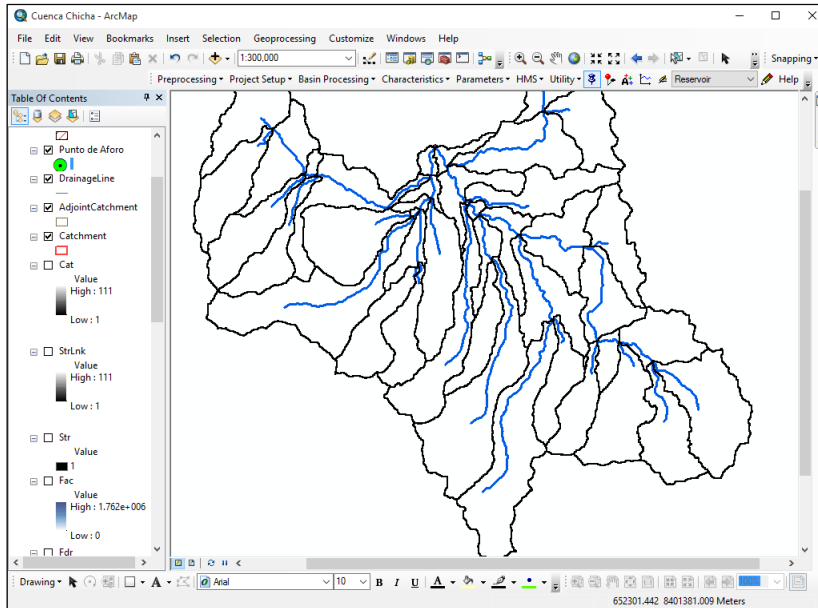 Cuenca Chicha - ArcMap
File Edit View Bookmarks Insert Selection Geoprocessing Customize Windows Help
1:300,000 Snapping
Preprocessing Project Setup Basin Processing Characteristics Parameters HMS Utility Reservoir Help
Table Of Contents
Punto de Aforo
DrainageLine
AdjointCatchment
Catchment
Cat
Value
High : 111
Low : 1
StrLnk
Value
High : 111
Low : 1
Str
Value
1
Fac
Value
High : 1.762e+006
Low : 0
Fdr
Drawing A Arial 10 B I U A 100%
652301.442 8401381.009 Meters